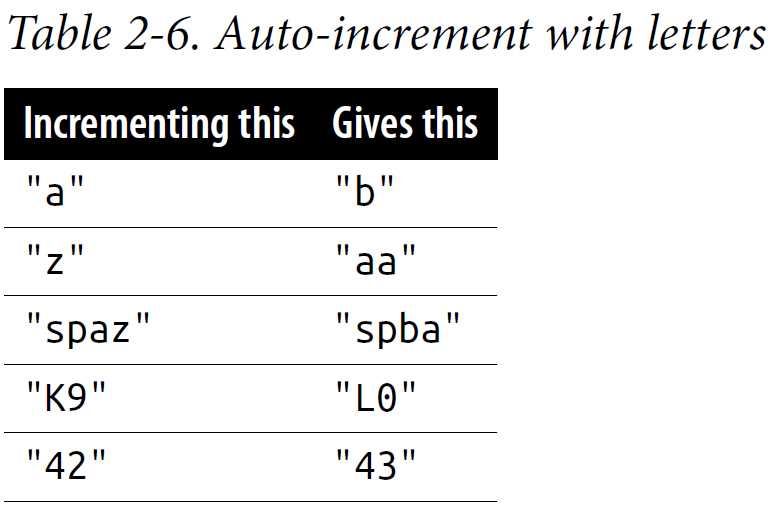 Table 2-6. Auto-increment with letters
Incrementing this Gives this
"a" "b"
"z" "aa"
"spaz" "spba"
"K9" "L0"
"42" "43"